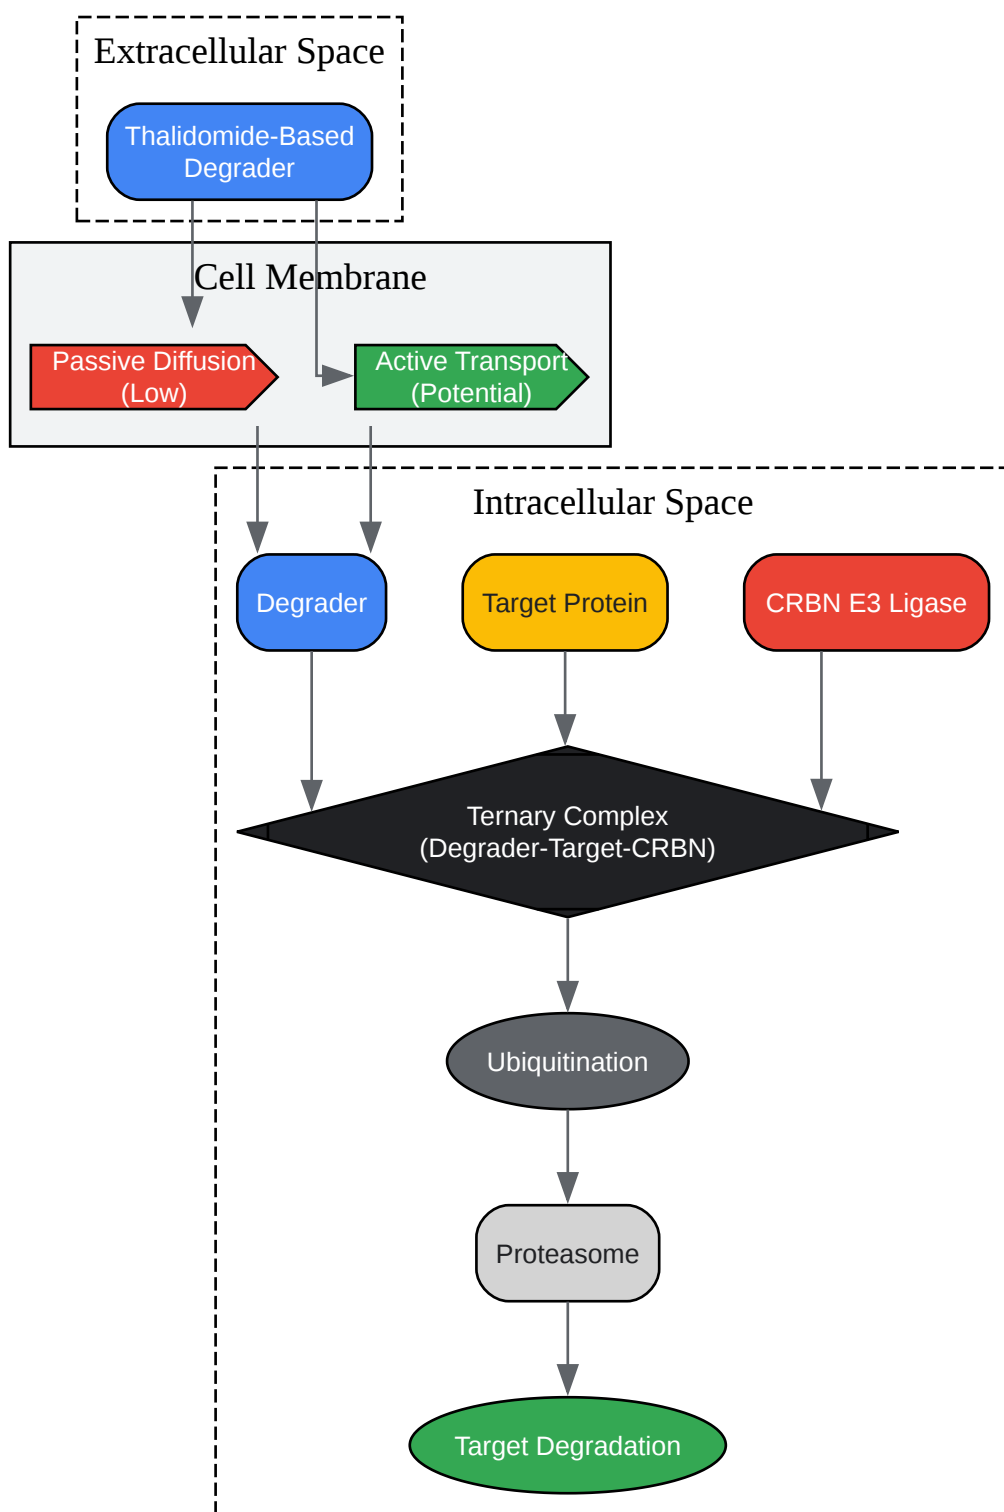 Extracellular Space
Thalidomide-Based
Degrader
Cell Membrane
Passive Diffusion
(Low)
Active Transport
(Potential)
Intracellular Space
Degrader
Target Protein
CRBN E3 Ligase
Ternary Complex
(Degrader-Target-CRBN)
Ubiquitination
Proteasome
Target Degradation